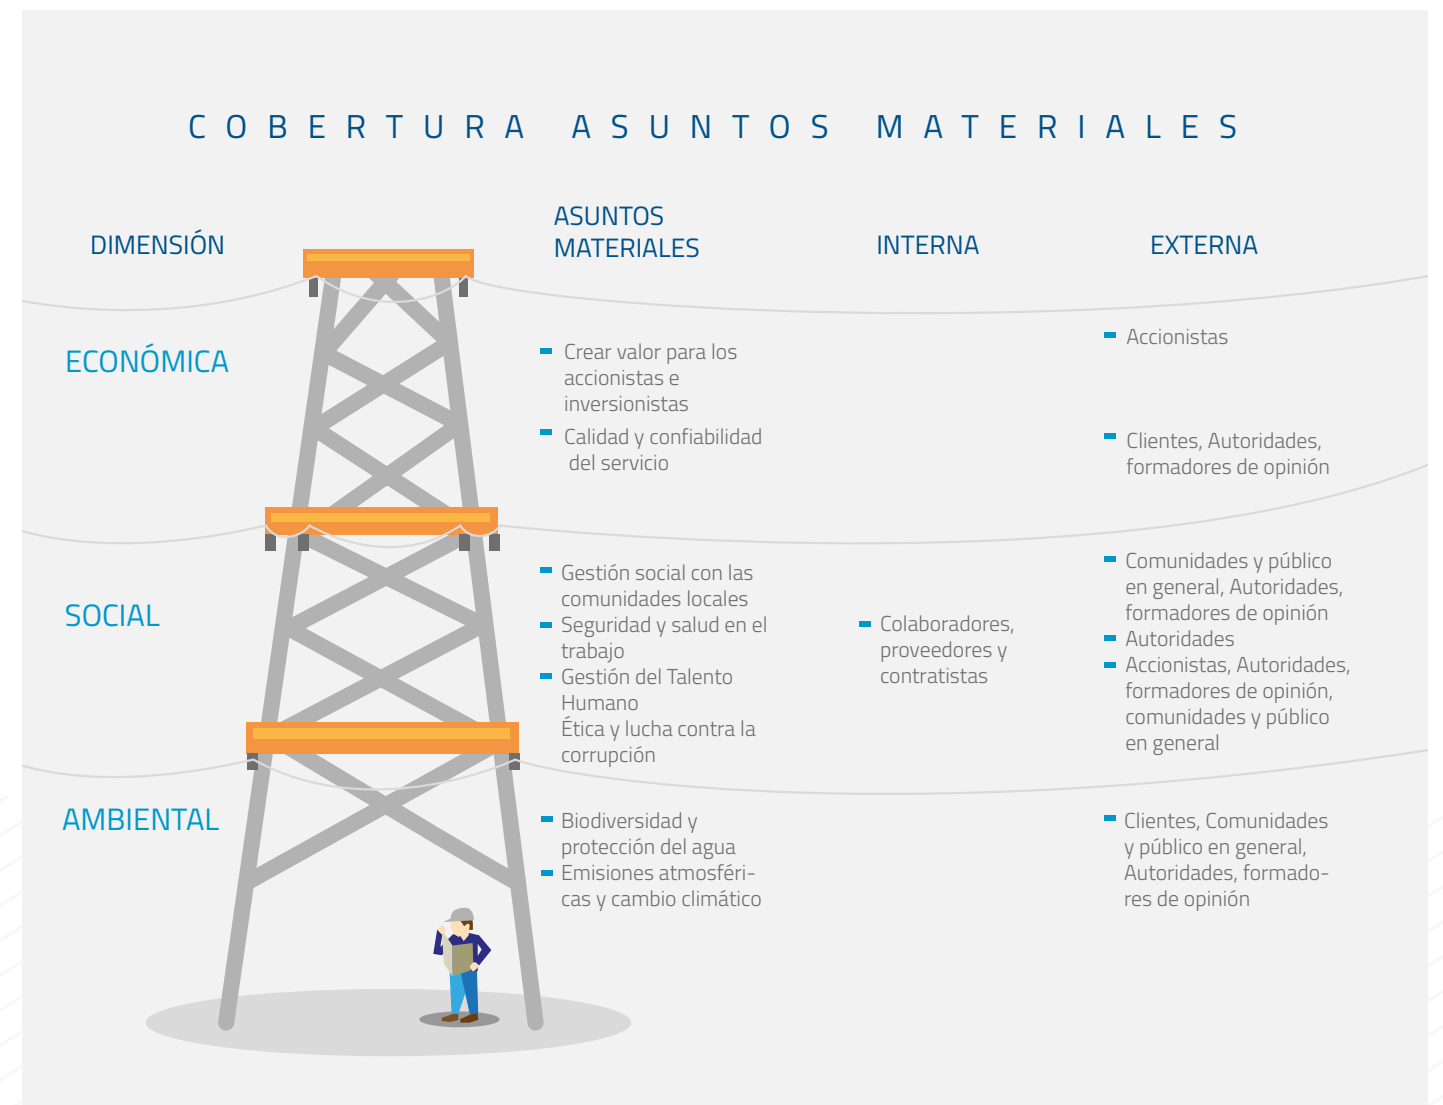 COBERTURA ASUNTOS MATERIALES
DIMENSIÓN
ASUNTOS
MATERIALES
INTERNA
EXTERNA
ECONÓMICA
Crear valor para los
accionistas e
inversionistas
Calidad y confiabilidad
del servicio
Accionistas
Clientes, Autoridades,
formadores de opinión
SOCIAL
Gestión social con las
comunidades locales
Seguridad y salud en el
trabajo
Gestión del Talento
Humano
Ética y lucha contra la
corrupción
Colaboradores,
proveedores y
contratistas
Comunidades y público
en general, Autoridades,
formadores de opinión
Autoridades
Accionistas, Autoridades,
formadores de opinión,
comunidades y público
en general
AMBIENTAL
Biodiversidad y
protección del agua
Emisiones atmosféri-
cas y cambio climático
Clientes, Comunidades
y público en general,
Autoridades, formado-
res de opinión